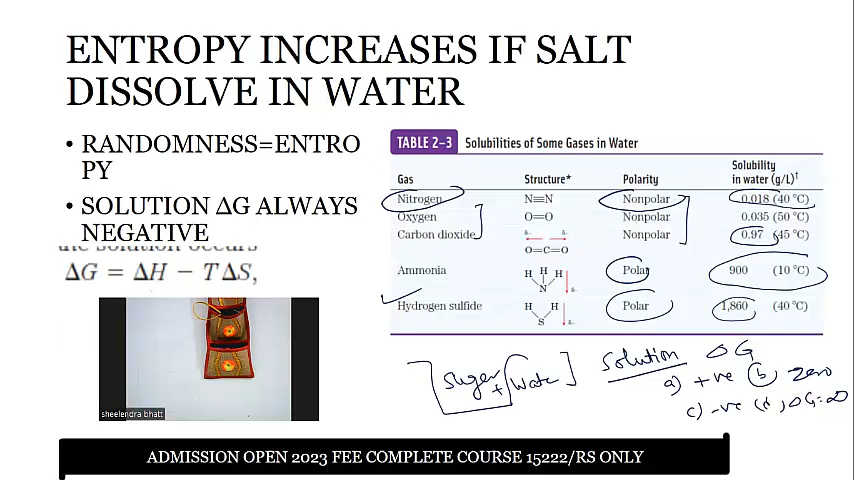 ENTROPY INCREASES IF SALT
DISSOLVE IN WATER
• RANDOMNESS=ENTRO
PY
• SOLUTION ΔG ALWAYS
NEGATIVE
the solution occurs
ΔG = ΔH − TΔS,
sheelendra bhatt
TABLE 2–3 Solubilities of Some Gases in Water
Gas Structure* Polarity Solubility in water (g/L)†
Nitrogen N≡N Nonpolar 0.018 (40 °C)
Oxygen O=O Nonpolar 0.035 (50 °C)
Carbon dioxide Nonpolar 0.97 (45 °C)
δ– δ–
O=C=O
Ammonia H H H N δ– Polar 900 (10 °C)
Hydrogen sulfide H H S δ– Polar 1,860 (40 °C)
[Suger + Water] Solution ΔG
a) +ve b) zero
c) -ve (d, ΔG=∞
ADMISSION OPEN 2023 FEE COMPLETE COURSE 15222/RS ONLY